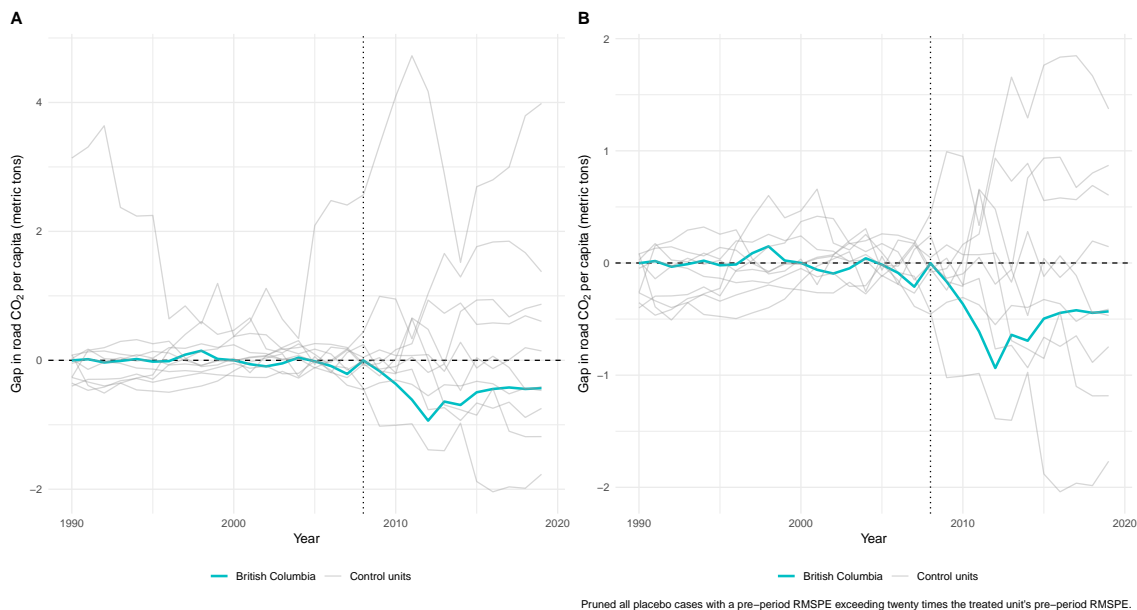 A
B
Gap in road CO₂ per capita (metric tons)
4
2
0
−2
1990
2000
2010
2020
Year
British Columbia
Control units
Gap in road CO₂ per capita (metric tons)
2
1
0
−1
−2
1990
2000
2010
2020
Year
British Columbia
Control units
Pruned all placebo cases with a pre−period RMSPE exceeding twenty times the treated unit's pre−period RMSPE.